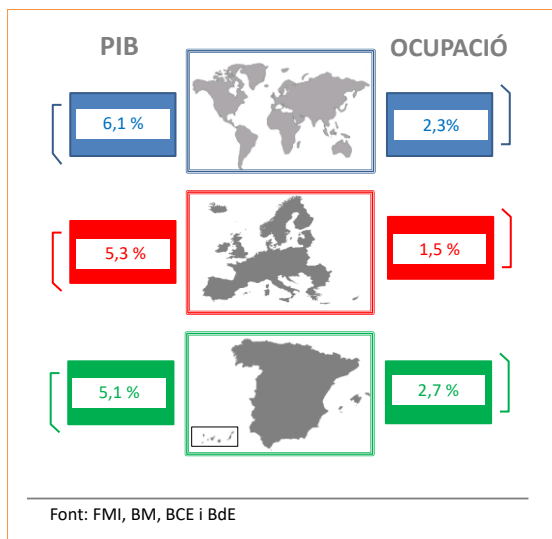 PIB
OCUPACIÓ
6,1 %
2,3%
5,3 %
1,5 %
5,1 %
2,7 %
Font: FMI, BM, BCE i BdE